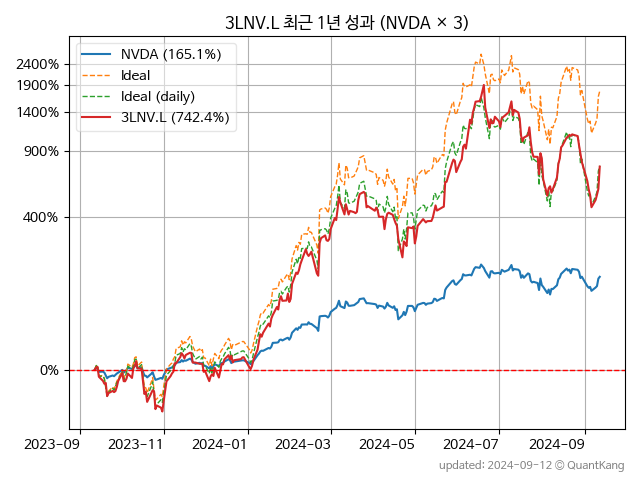 3LNV.L 최근 1년 성과 (NVDA × 3)
NVDA (165.1%)
Ideal
Ideal (daily)
3LNV.L (742.4%)
2400%
1900%
1400%
900%
400%
0%
2023-09 2023-11 2024-01 2024-03 2024-05 2024-07 2024-09
updated: 2024-09-12 © QuantKang